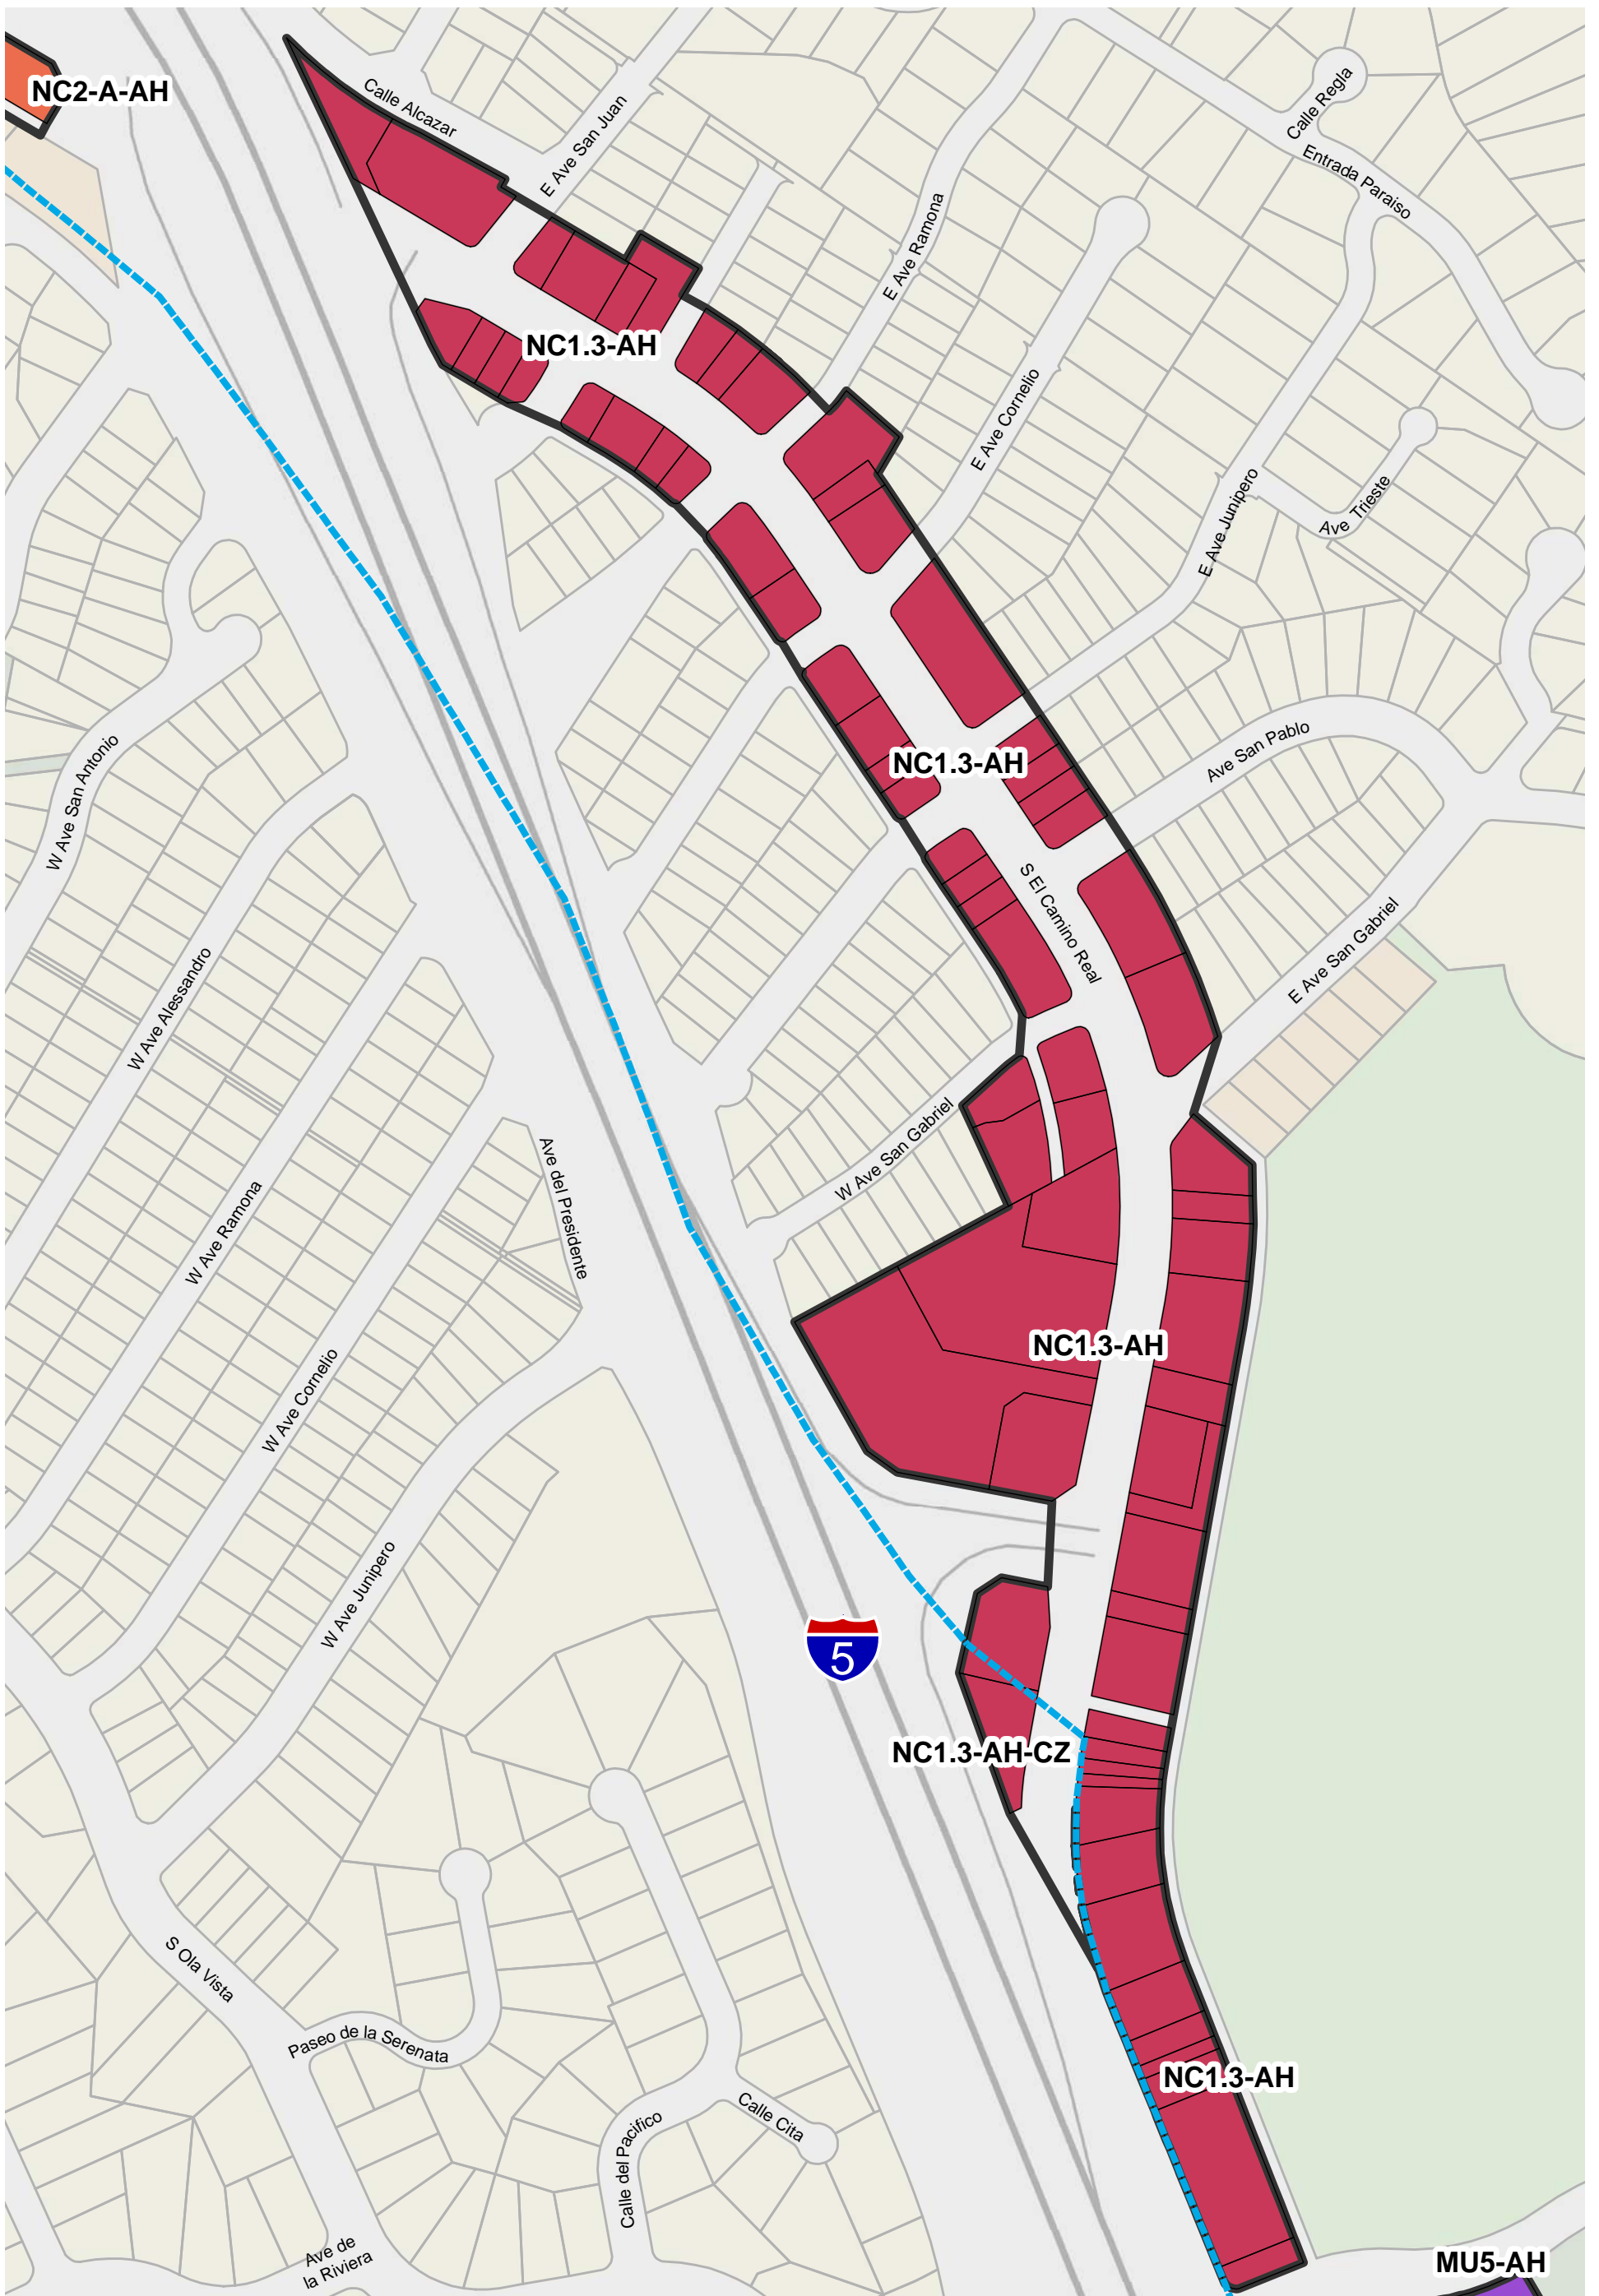 NC2-A-AH
Calle Alcazar
E Ave San Juan
Calle Regla
Entrada Paraiso
E Ave Ramona
NC1.3-AH
E Ave Cornelio
E Ave Junipero
Ave Trieste
W Ave San Antonio
NC1.3-AH
Ave San Pablo
S El Camino Real
E Ave San Gabriel
W Ave Alessandro
W Ave San Gabriel
Ave del Presidente
W Ave Ramona
NC1.3-AH
W Ave Cornelio
W Ave Junipero
5
NC1.3-AH-CZ
S Ola Vista
Paseo de la Serenata
NC1.3-AH
Calle Cita
Calle del Pacifico
Ave de
la Riviera
MU5-AH